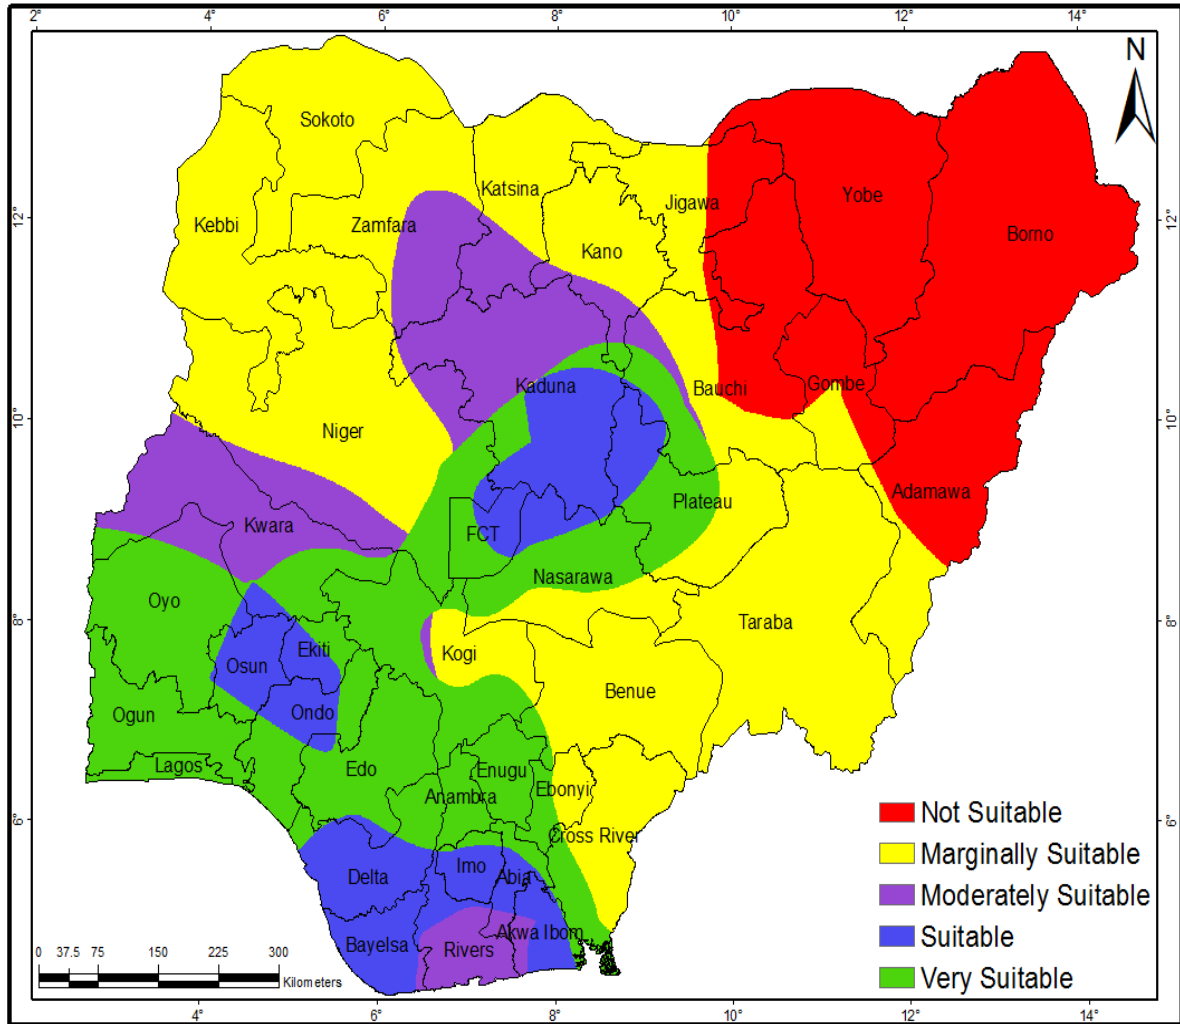 2° 4° 6° 8° 10° 12° 14°
N
Sokoto
Katsina
Yobe
Jigawa
Kebbi
Zamfara
12°
12°
Borno
Kano
Kaduna
Bauchi
Gombe
10°
10°
Niger
Adamawa
Plateau
Kwara
FCT
Nasarawa
Oyo
8°
8°
Taraba
Ekiti
Kogi
Osun
Benue
Ogun
Ondo
Lagos
Edo
Enugu
Ebonyi
Anambra
6°
6°
Cross River
Imo
Delta
Abia
Akwa Ibom
Bayelsa
Rivers
Not Suitable
Marginally Suitable
Moderately Suitable
Suitable
Very Suitable
0 37.5 75 150 225 300
Kilometers
4° 6° 8° 10° 12° 14°